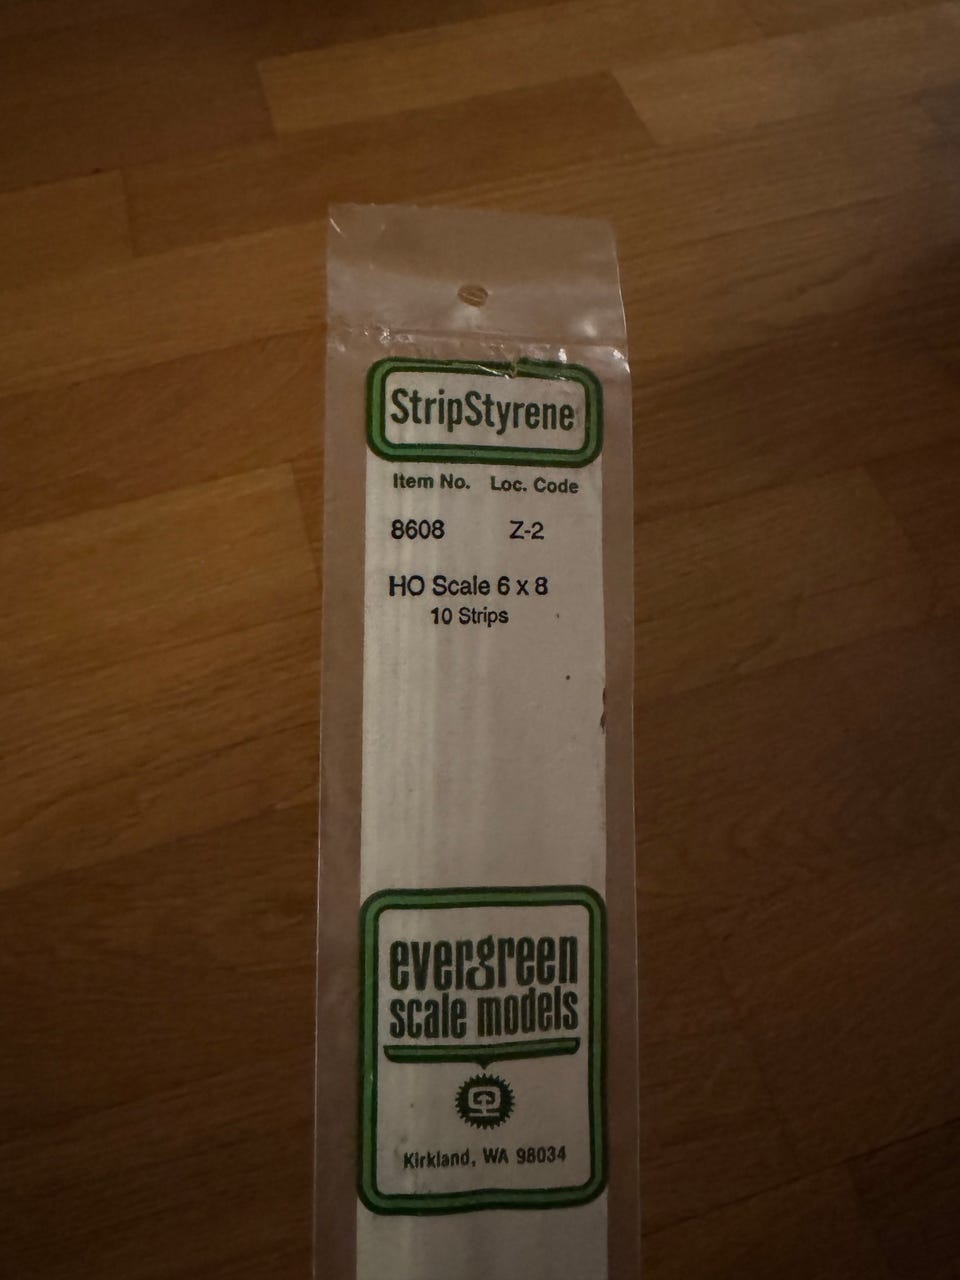 StripStyrene
Item No. Loc. Code
8608 Z-2
HO Scale 6 x 8
10 Strips
evergreen
scale models
Kirkland, WA 98034